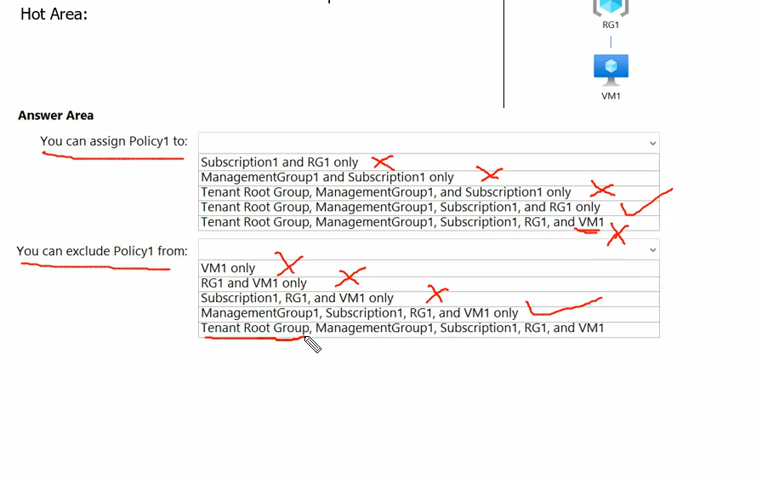 Hot Area:
RG1
VM1
Answer Area
You can assign Policy1 to:
Subscription1 and RG1 only
ManagementGroup1 and Subscription1 only
Tenant Root Group, ManagementGroup1, and Subscription1 only
Tenant Root Group, ManagementGroup1, Subscription1, and RG1 only
Tenant Root Group, ManagementGroup1, Subscription1, RG1, and VM1
You can exclude Policy1 from:
VM1 only
RG1 and VM1 only
Subscription1, RG1, and VM1 only
ManagementGroup1, Subscription1, RG1, and VM1 only
Tenant Root Group, ManagementGroup1, Subscription1, RG1, and VM1